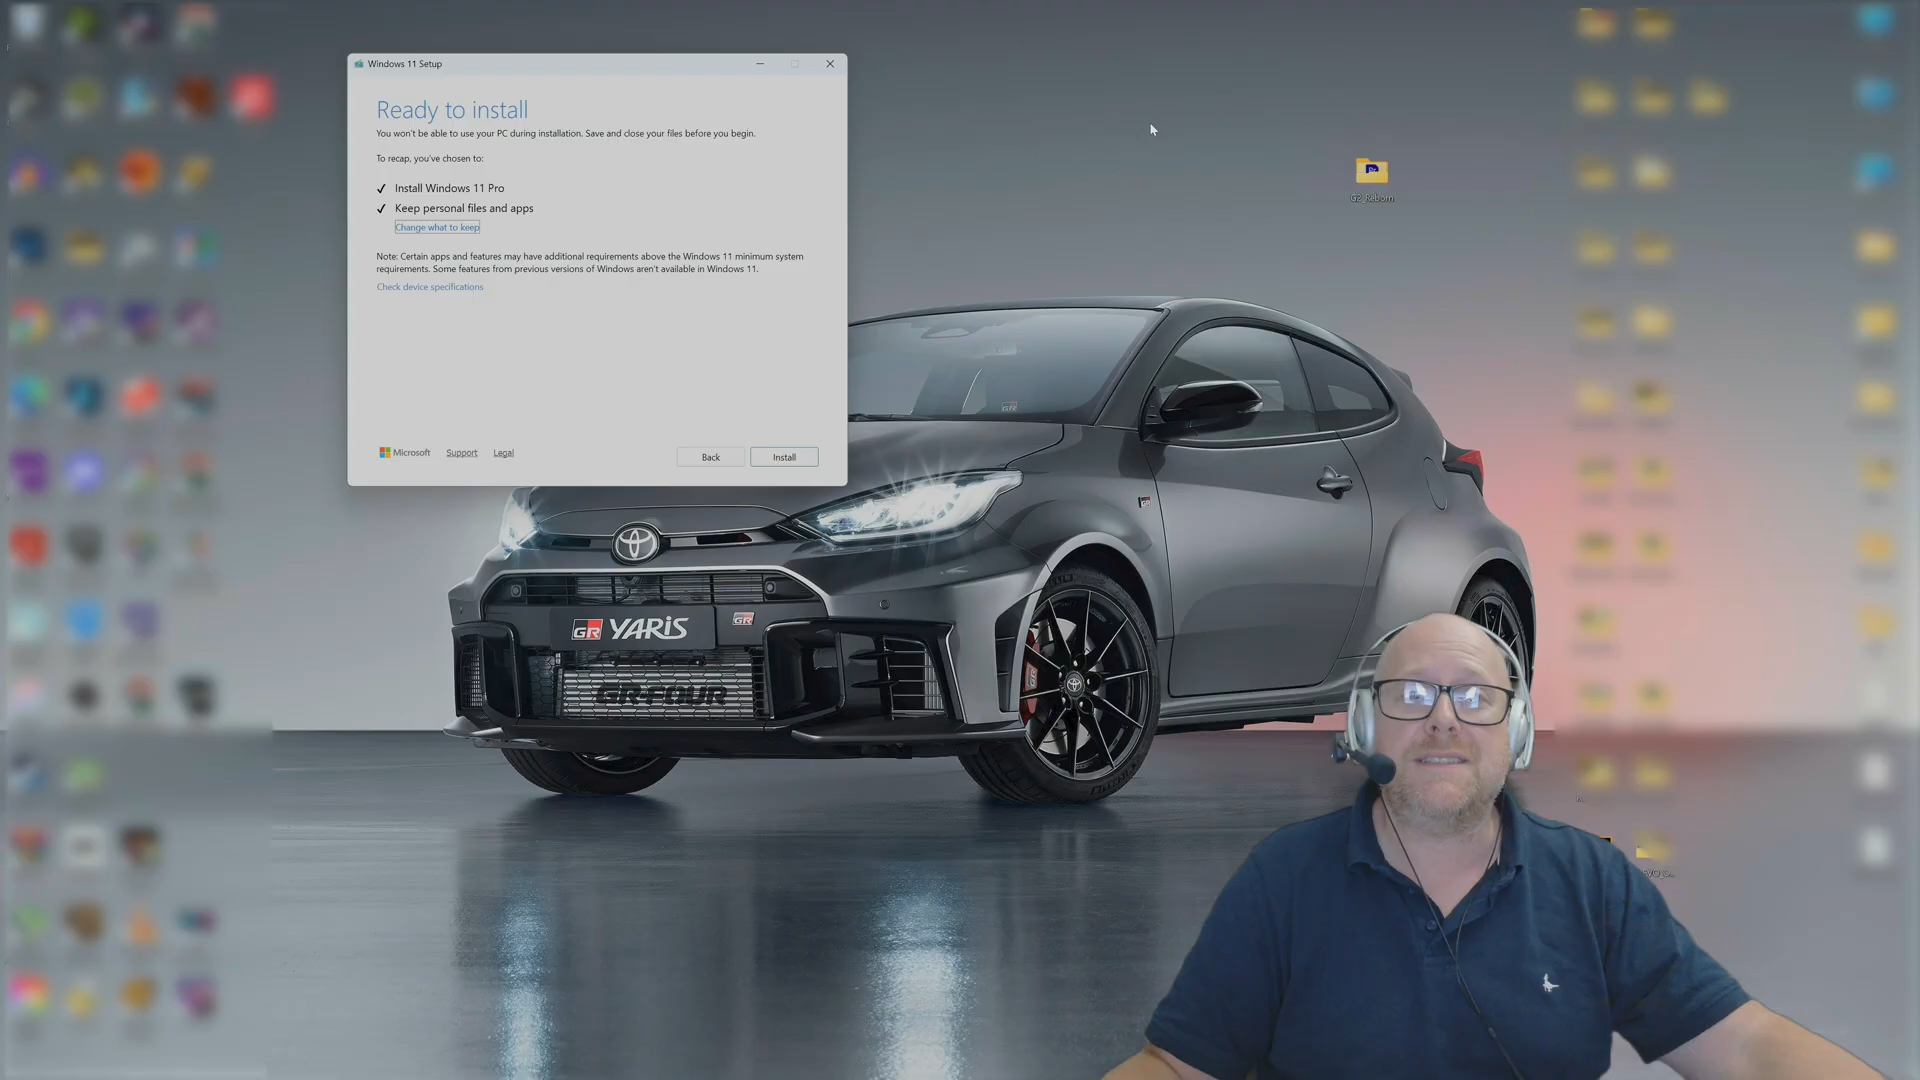 Windows 11 Setup
Ready to install
You won't be able to use your PC during installation. Save and close your files before you begin.
To recap, you've chosen to:
Install Windows 11 Pro
Keep personal files and apps
Change what to keep
Note: Certain apps and features may have additional requirements above the Windows 11 minimum system
requirements. Some features from previous versions of Windows aren't available in Windows 11.
Check device specifications
Microsoft Support Legal
Back Install
G2_Reborn
GR
GR YARIS GR
GR-FOUR